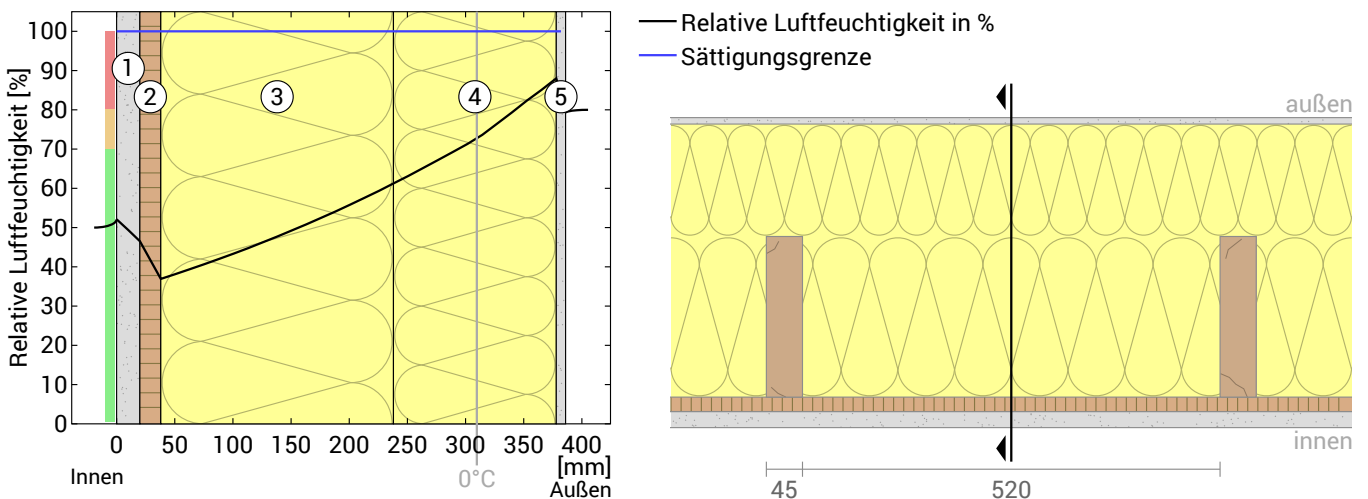 Relative Luftfeuchtigkeit [%]
100
90
80
70
60
50
40
30
20
10
0
1
2
3
4
5
0 50 100 150 200 250 300 350 400
[mm]
Innen
0°C
Außen
Relative Luftfeuchtigkeit in %
Sättigungsgrenze
außen
innen
45
520